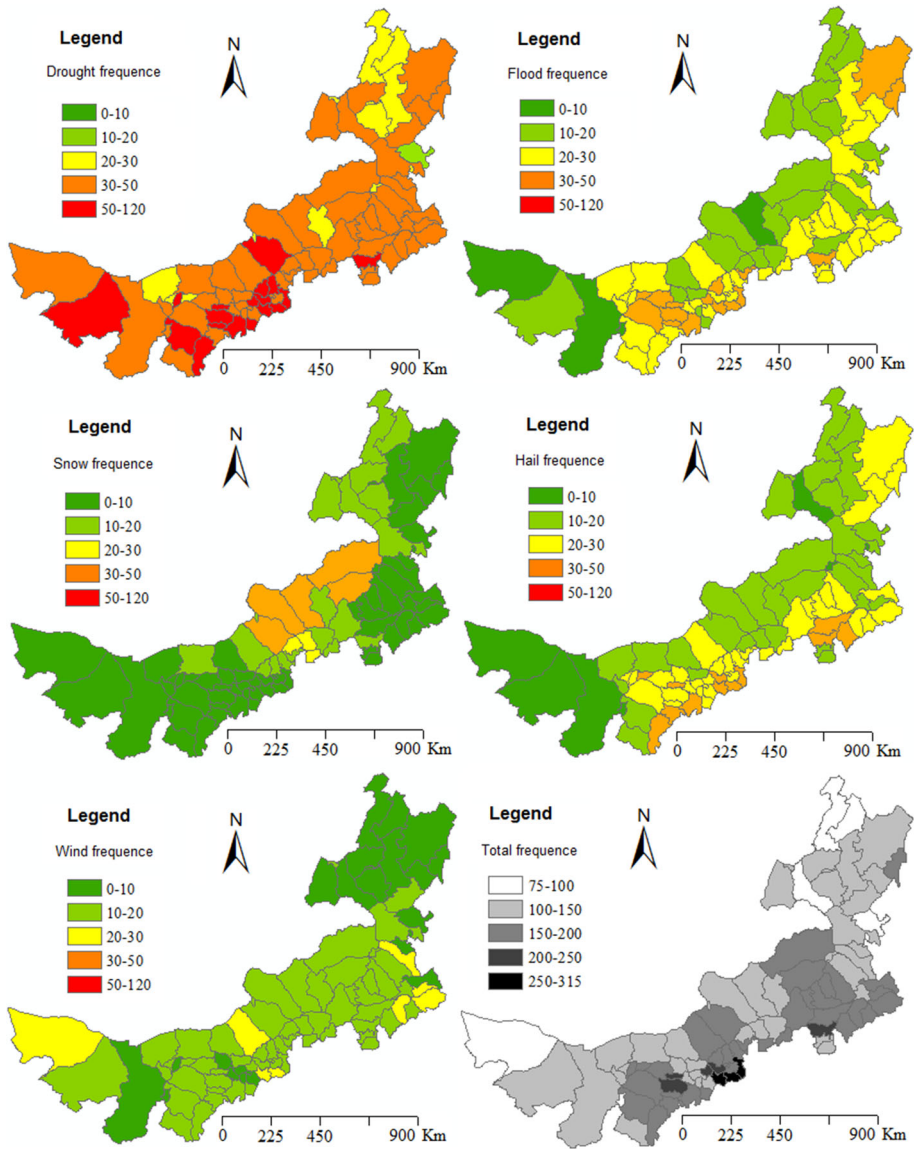 Legend
N
Drought frequence
0-10
10-20
20-30
30-50
50-120
0 225 450 900 Km
Legend
N
Flood frequence
0-10
10-20
20-30
30-50
50-120
0 225 450 900 Km
Legend
N
Snow frequence
0-10
10-20
20-30
30-50
50-120
0 225 450 900 Km
Legend
N
Hail frequence
0-10
10-20
20-30
30-50
50-120
0 225 450 900 Km
Legend
N
Wind frequence
0-10
10-20
20-30
30-50
50-120
0 225 450 900 Km
Legend
N
Total frequence
75-100
100-150
150-200
200-250
250-315
0 225 450 900 Km